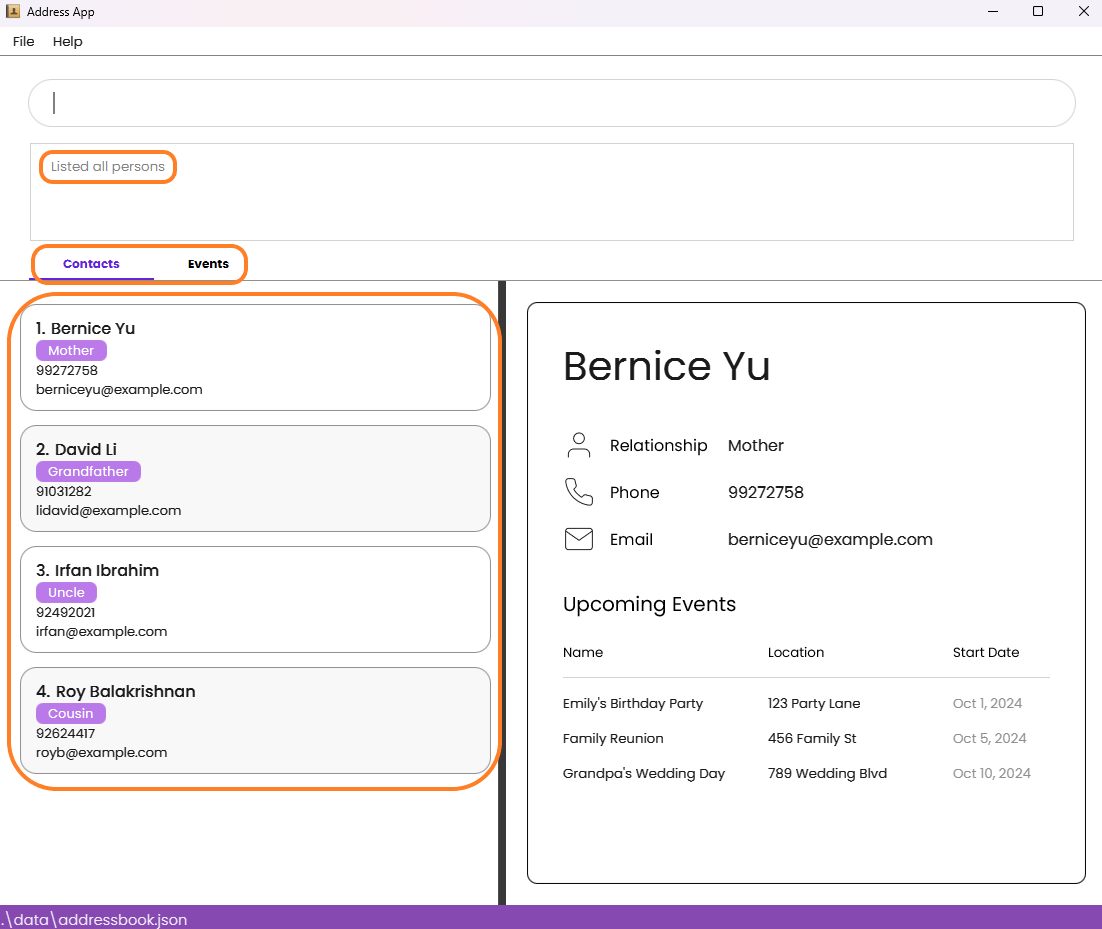 Address App
File Help
Listed all persons
Contacts Events
1. Bernice Yu
Mother
99272758
berniceyu@example.com
2. David Li
Grandfather
91031282
lidavid@example.com
3. Irfan Ibrahim
Uncle
92492021
irfan@example.com
4. Roy Balakrishnan
Cousin
92624417
royb@example.com
Bernice Yu
Relationship Mother
Phone 99272758
Email berniceyu@example.com
Upcoming Events
Name Location Start Date
Emily's Birthday Party 123 Party Lane Oct 1, 2024
Family Reunion 456 Family St Oct 5, 2024
Grandpa's Wedding Day 789 Wedding Blvd Oct 10, 2024
.\data\addressbook.json